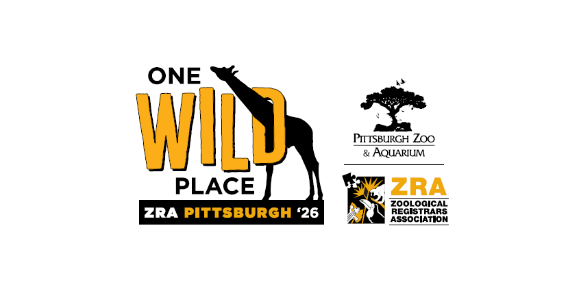 ONE
WILD
PLACE
ZRA PITTSBURGH ‘26
PITTSBURGH ZOO
& AQUARIUM
ZRA
ZOOLOGICAL
REGISTRARS
ASSOCIATION